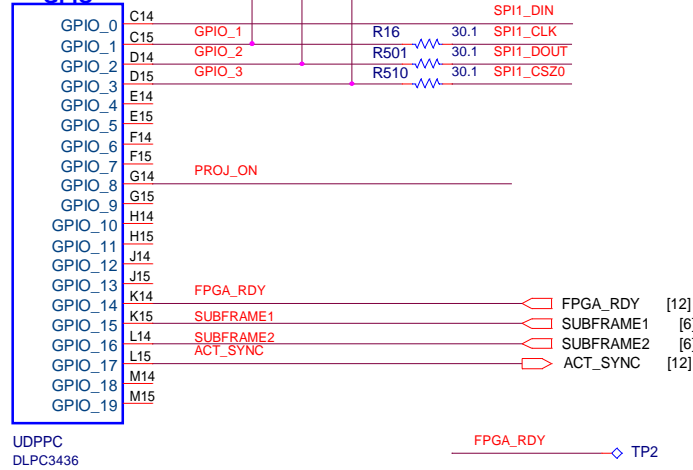 GPIO
GPIO_0 C14 SPI1_DIN
GPIO_1 C15 GPIO_1 R16 30.1 SPI1_CLK
GPIO_2 D14 GPIO_2 R501 30.1 SPI1_DOUT
GPIO_3 D15 GPIO_3 R510 30.1 SPI1_CSZ0
GPIO_4 E14
GPIO_5 E15
GPIO_6 F14
GPIO_7 F15
GPIO_8 G14 PROJ_ON
GPIO_9 G15
GPIO_10 H14
GPIO_11 H15
GPIO_12 J14
GPIO_13 J15
GPIO_14 K14 FPGA_RDY FPGA_RDY [12]
GPIO_15 K15 SUBFRAME1 SUBFRAME1 [6]
GPIO_16 L14 SUBFRAME2 SUBFRAME2 [6]
GPIO_17 L15 ACT_SYNC ACT_SYNC [12]
GPIO_18 M14
GPIO_19 M15
UDPPC
DLPC3436
FPGA_RDY TP2